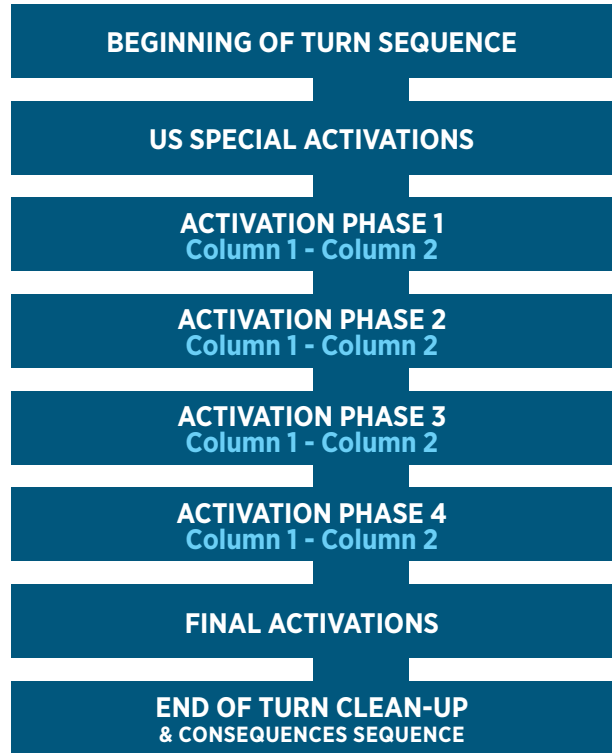 BEGINNING OF TURN SEQUENCE
US SPECIAL ACTIVATIONS
ACTIVATION PHASE 1
Column 1 - Column 2
ACTIVATION PHASE 2
Column 1 - Column 2
ACTIVATION PHASE 3
Column 1 - Column 2
ACTIVATION PHASE 4
Column 1 - Column 2
FINAL ACTIVATIONS
END OF TURN CLEAN-UP
& CONSEQUENCES SEQUENCE